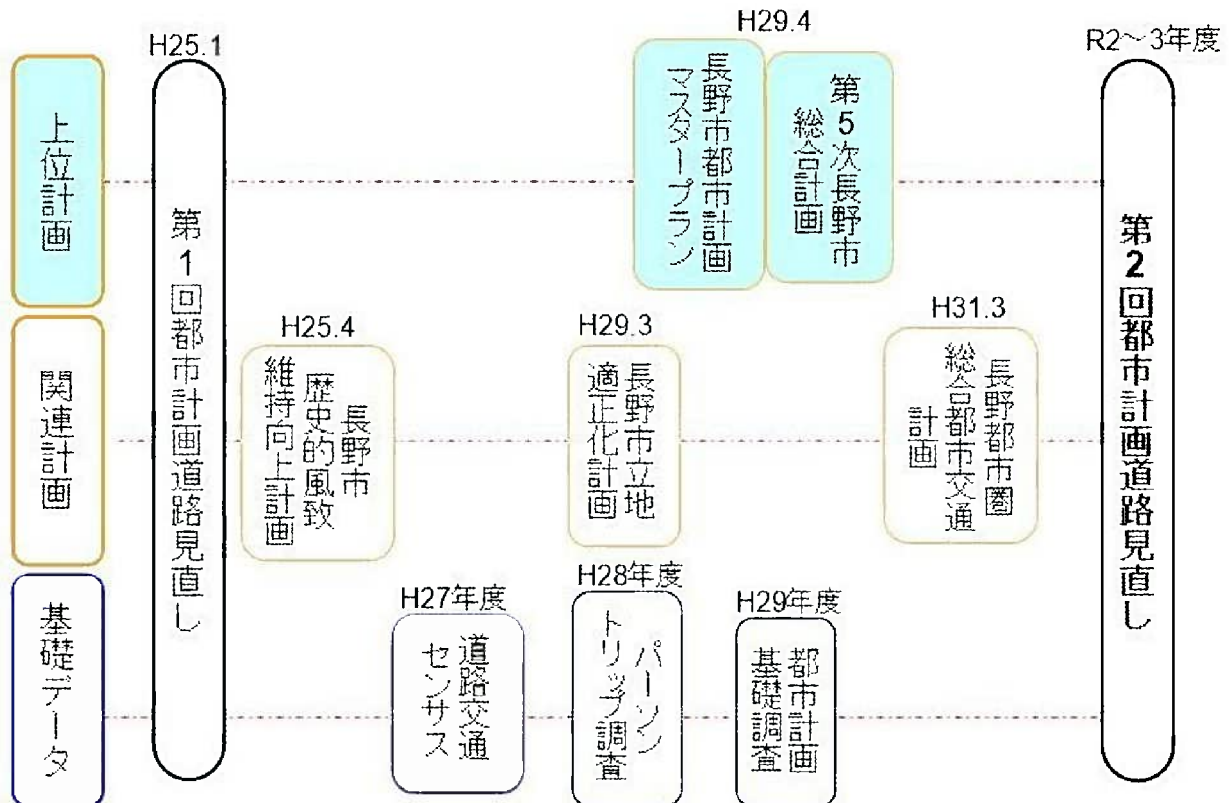 H25.1
H29.4
R2～3年度
上位計画
第1回都市計画道路見直し
長野市都市計画
マスタープラン
第5次長野市
総合計画
第2回都市計画道路見直し
関連計画
H25.4
長野市
歴史的風致
維持向上計画
H29.3
長野市立地
適正化計画
H31.3
長野都市圏
総合都市交通
計画
基礎データ
H27年度
道路交通
センサス
H28年度
パーソン
トリップ調査
H29年度
都市計画
基礎調査